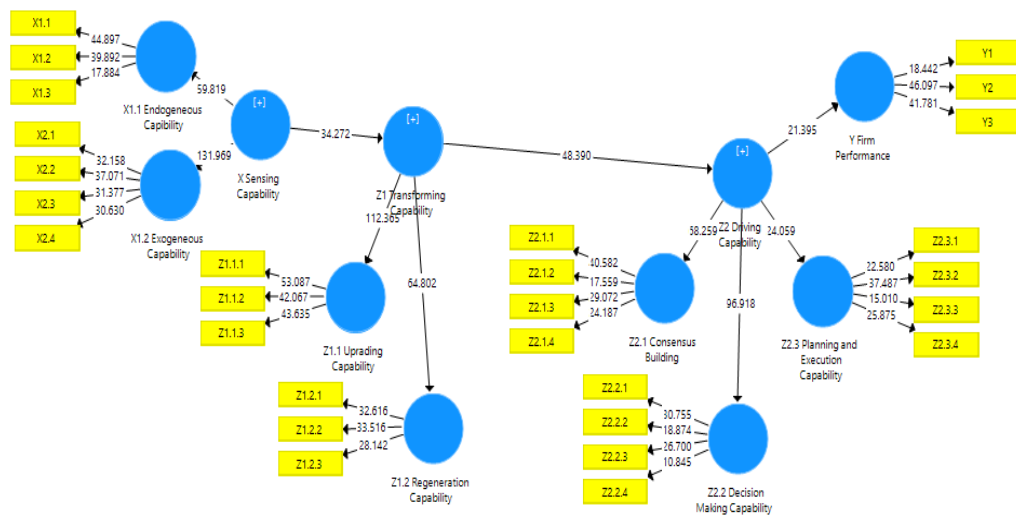 X1.1
X1.2
X1.3
44.897
39.892
17.884
X1.1 Endogeneous
Capibility
59.819
X2.1
X2.2
X2.3
X2.4
32.158
37.071
31.377
30.630
X1.2 Exogeneous
Capability
131.969
[+]
X Sensing
Capability
34.272
[+]
Z1 Transforming
Capability
112.365
64.802
48.390
Z1.1.1
Z1.1.2
Z1.1.3
53.087
42.067
43.635
Z1.1 Uprading
Capability
Z1.2.1
Z1.2.2
Z1.2.3
32.616
33.516
28.142
Z1.2 Regeneration
Capability
[+]
Z2 Driving
Capability
21.395
96.918
Z2.1.1
Z2.1.2
Z2.1.3
Z2.1.4
40.582
17.559
29.072
24.187
Z2.1 Consensus
Building
Z2.2.1
Z2.2.2
Z2.2.3
Z2.2.4
30.755
18.874
26.700
10.845
Z2.2 Decision
Making Capability
Z2.3.1
Z2.3.2
Z2.3.3
Z2.3.4
22.580
37.487
15.010
25.875
Z2.3 Planning and
Execution
Capability
Y1
Y2
Y3
18.442
46.097
41.781
Y Firm
Performance